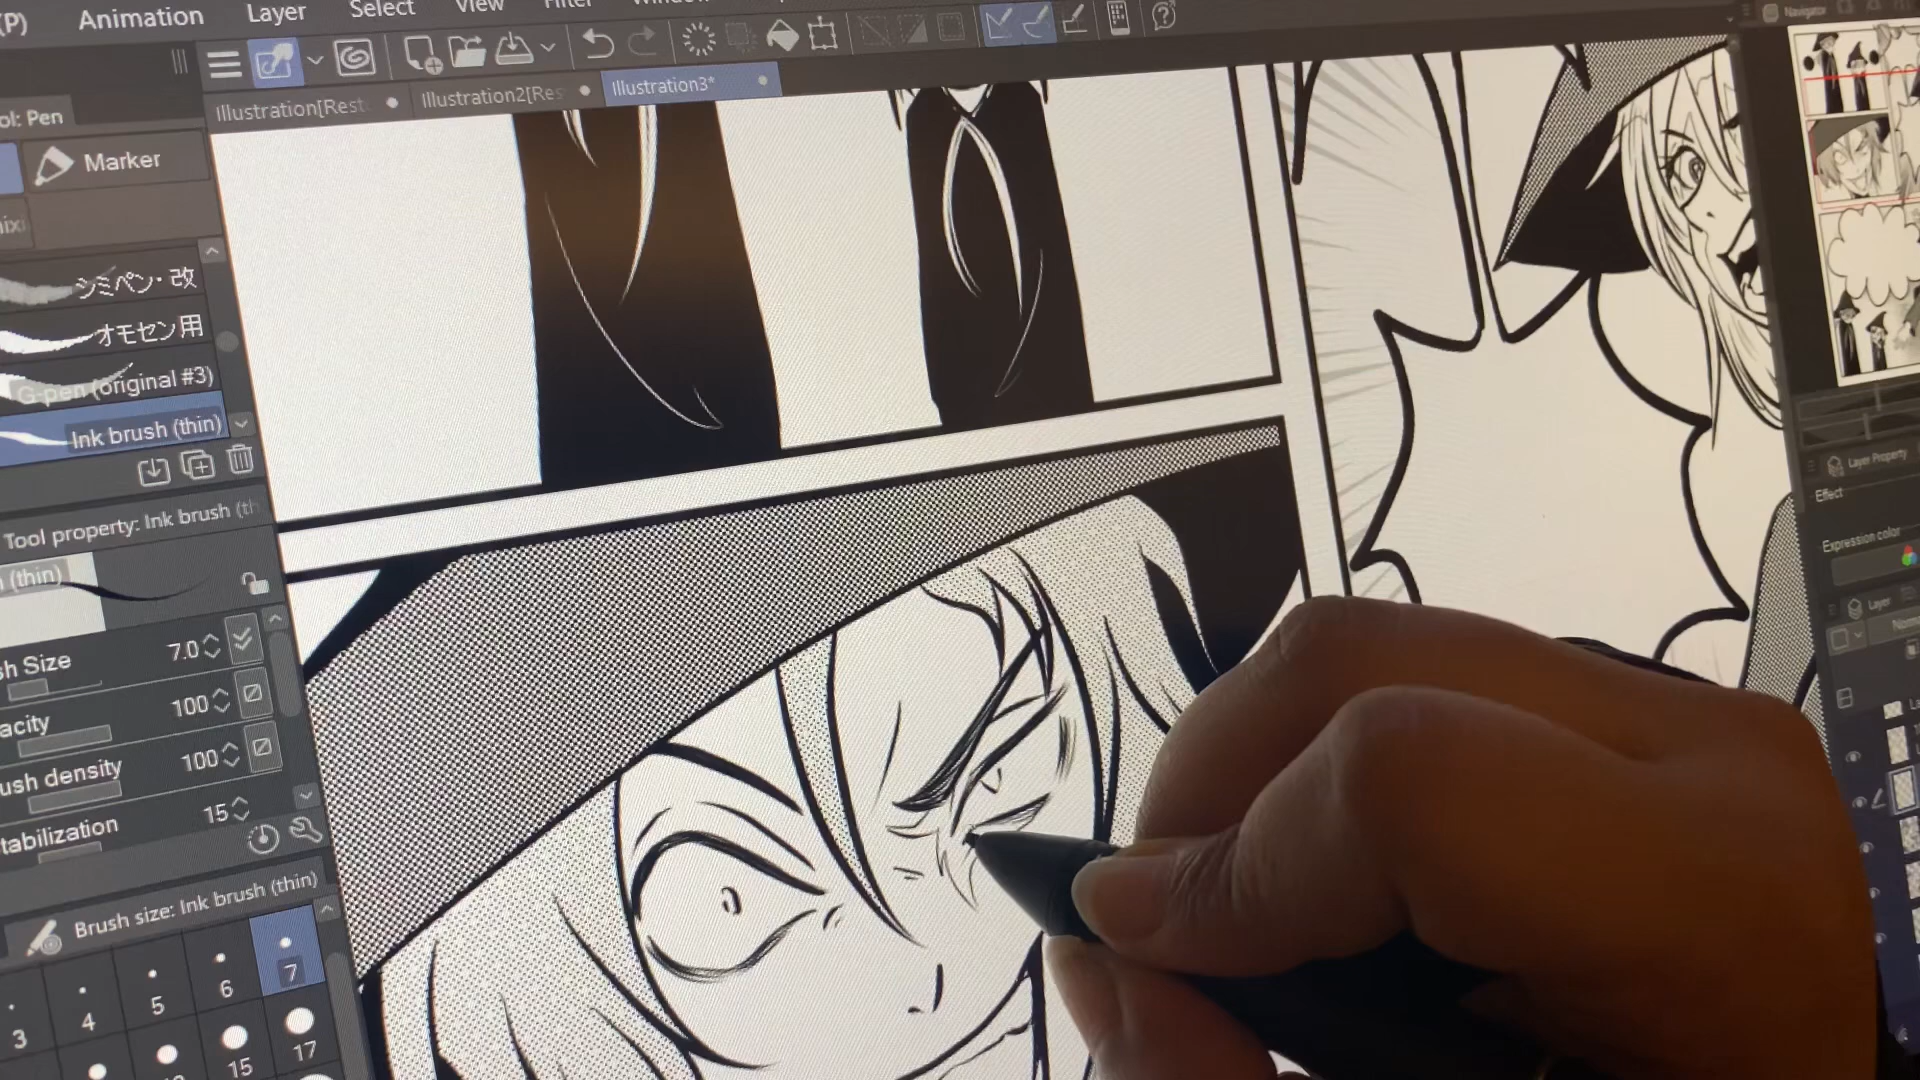 (P) Animation Layer Select View Filter
Illustration[Rest
Illustration2[Res
Illustration3*
Navigator
ol: Pen
Marker
シミペン・改
オモセン用
G-pen (original #3)
Ink brush (thin)
Tool property: Ink brush (th
(thin)
sh Size 7.0
acity 100
ush density 100
tabilization 15
Brush size: Ink brush (thin)
3 4 5 6 7
15 17
Layer Property
Effect
Expression color
Layer